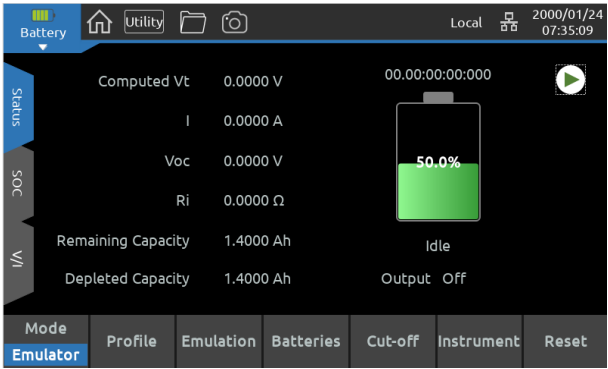 Battery
Utility
Local
2000/01/24
07:35:09
Status
SOC
V/I
Computed Vt 0.0000 V
I 0.0000 A
Voc 0.0000 V
Ri 0.0000 Ω
Remaining Capacity 1.4000 Ah
Depleted Capacity 1.4000 Ah
00.00:00:00:000
50.0%
Idle
Output Off
Mode
Emulator
Profile
Emulation
Batteries
Cut-off
Instrument
Reset